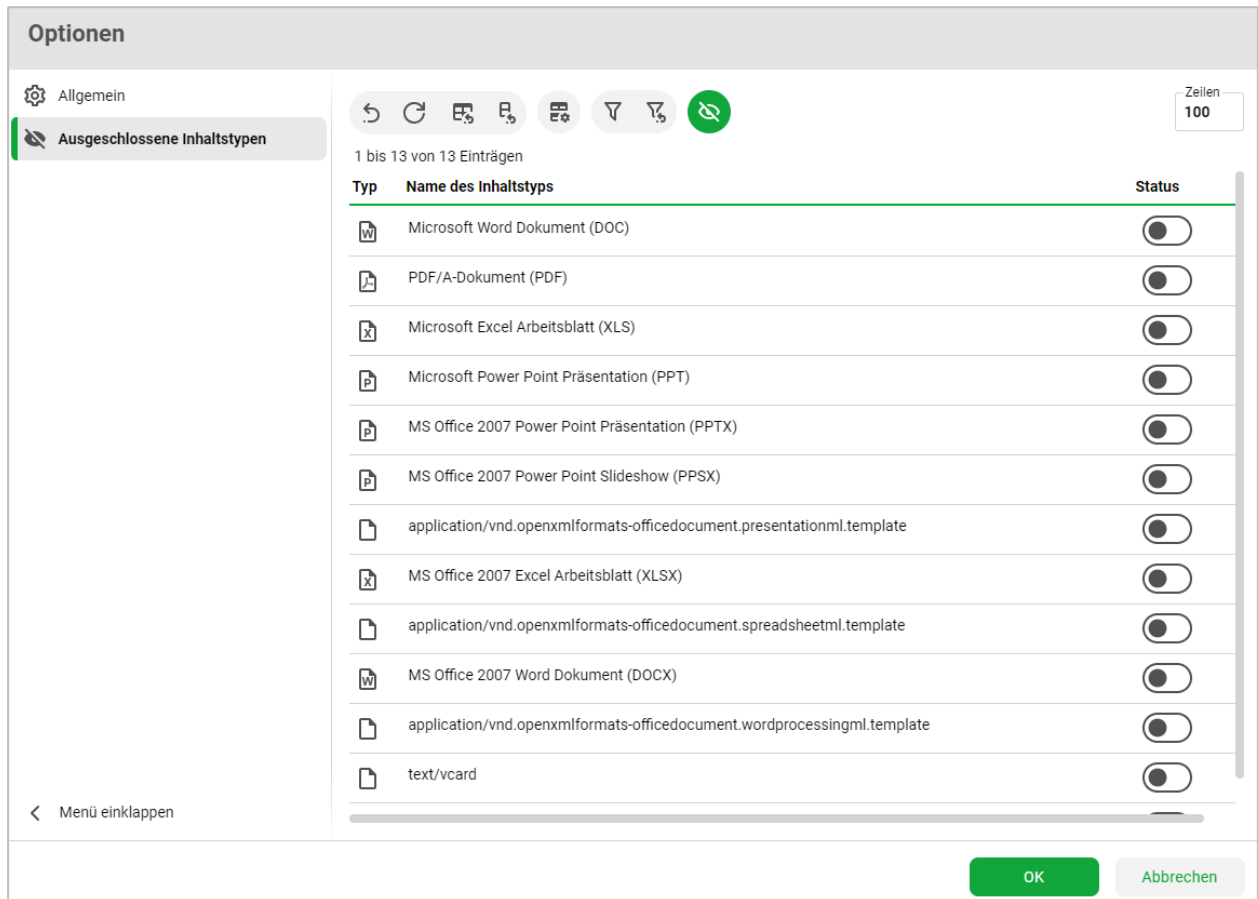 Optionen
Allgemein
Ausgeschlossene Inhaltstypen
Zeilen
100
1 bis 13 von 13 Einträgen
Typ Name des Inhaltstyps Status
Microsoft Word Dokument (DOC)
PDF/A-Dokument (PDF)
Microsoft Excel Arbeitsblatt (XLS)
Microsoft Power Point Präsentation (PPT)
MS Office 2007 Power Point Präsentation (PPTX)
MS Office 2007 Power Point Slideshow (PPSX)
application/vnd.openxmlformats-officedocument.presentationml.template
MS Office 2007 Excel Arbeitsblatt (XLSX)
application/vnd.openxmlformats-officedocument.spreadsheetml.template
MS Office 2007 Word Dokument (DOCX)
application/vnd.openxmlformats-officedocument.wordprocessingml.template
text/vcard
Menü einklappen
OK Abbrechen